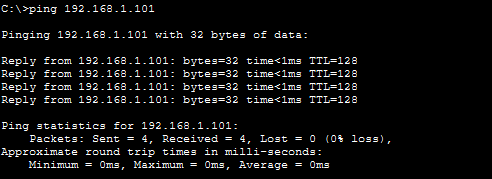 C:\>ping 192.168.1.101
Pinging 192.168.1.101 with 32 bytes of data:
Reply from 192.168.1.101: bytes=32 time<1ms TTL=128
Reply from 192.168.1.101: bytes=32 time<1ms TTL=128
Reply from 192.168.1.101: bytes=32 time<1ms TTL=128
Reply from 192.168.1.101: bytes=32 time<1ms TTL=128
Ping statistics for 192.168.1.101:
Packets: Sent = 4, Received = 4, Lost = 0 (0% loss),
Approximate round trip times in milli-seconds:
Minimum = 0ms, Maximum = 0ms, Average = 0ms